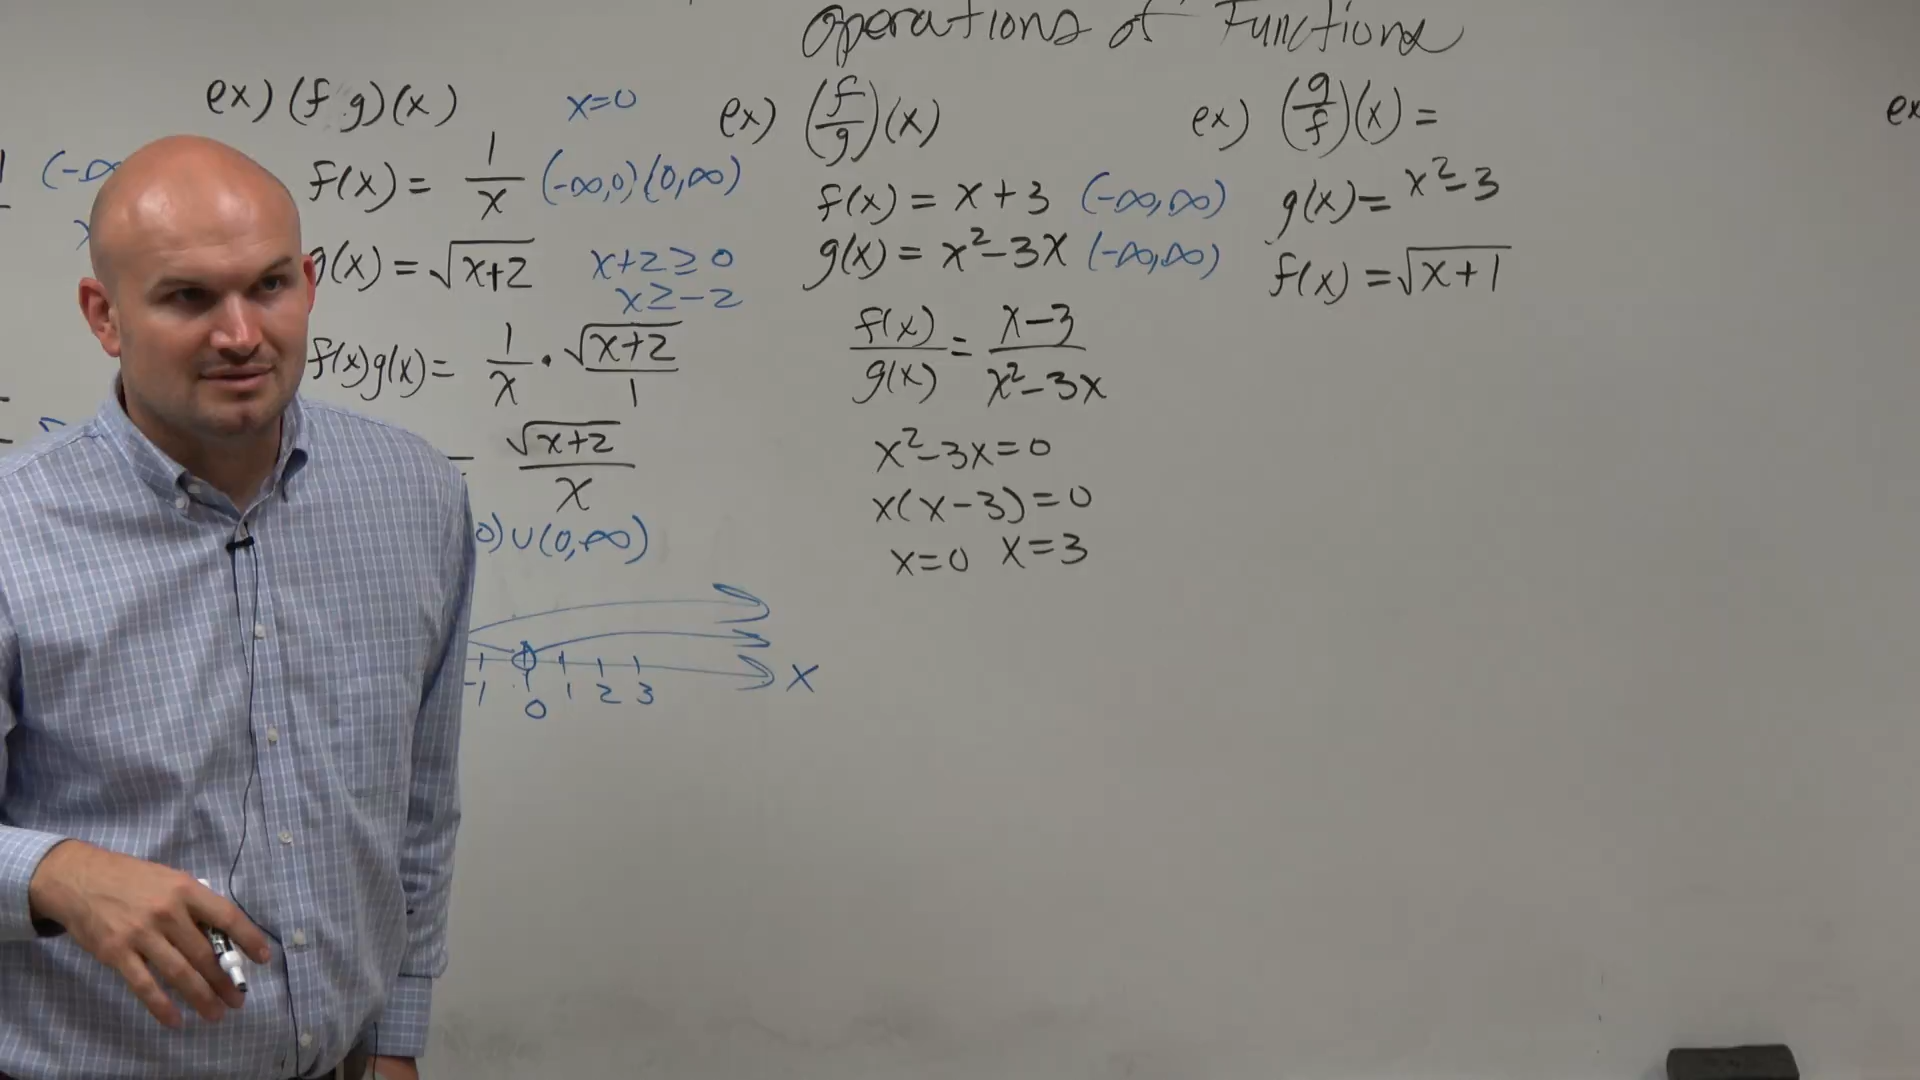 Operations of Functions
ex) (f g)(x)
x=0
f(x) = 1/x (-∞,0)(0,∞)
g(x) = √(x+2)
x+2 ≥ 0
x ≥ -2
f(x)g(x) = 1/x · √(x+2)/1
= √(x+2)/x
0)∪(0,∞)
-1 0 1 2 3 x
(-∞
ex) (f/g)(x)
f(x) = x+3 (-∞,∞)
g(x) = x²-3x (-∞,∞)
f(x)/g(x) = x-3/x²-3x
x²-3x=0
x(x-3)=0
x=0 x=3
ex) (g/f)(x) =
g(x) = x²-3
f(x) = √(x+1)
ex